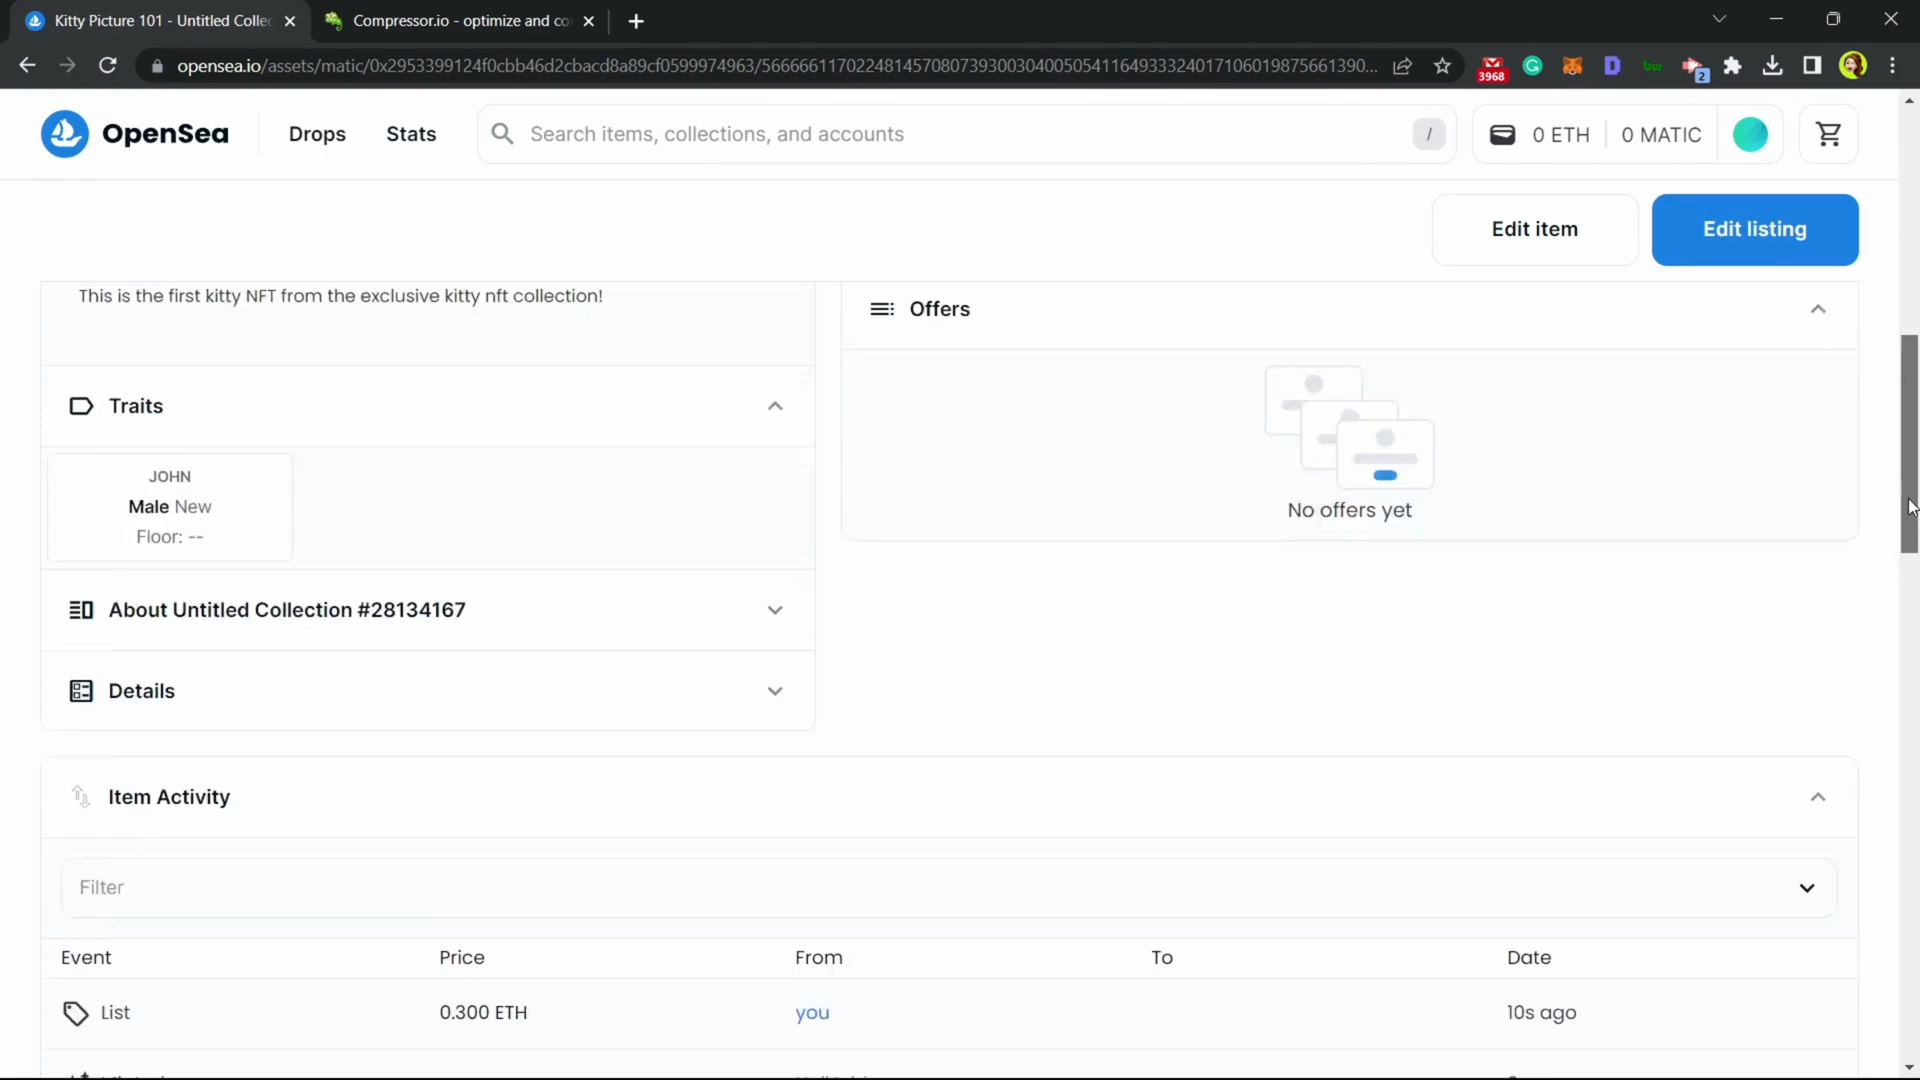 Kitty Picture 101 - Untitled Collec
Compressor.io - optimize and co
opensea.io/assets/matic/0x2953399124f0cbb46d2cbacd8a89cf0599974963/56666611702248145708073930030400505411649333240171060198756613​90...
3968
2
OpenSea
Drops
Stats
Search items, collections, and accounts
/
0 ETH
0 MATIC
Edit item
Edit listing
This is the first kitty NFT from the exclusive kitty nft collection!
Offers
No offers yet
Traits
JOHN
Male New
Floor: --
About Untitled Collection #28134167
Details
Item Activity
Filter
Event Price From To Date
List 0.300 ETH you 10s ago